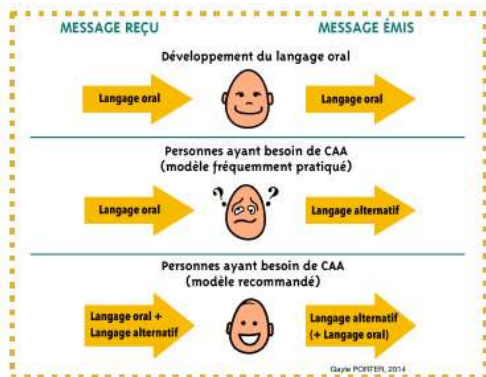 MESSAGE REÇU
MESSAGE ÉMIS
Développement du langage oral
Langage oral
Langage oral
Personnes ayant besoin de CAA
(modèle fréquemment pratiqué)
Langage oral
? ?
Langage alternatif
Personnes ayant besoin de CAA
(modèle recommandé)
Langage oral +
Langage alternatif
Langage alternatif
(+ Langage oral)
Gayle PORTER, 2014